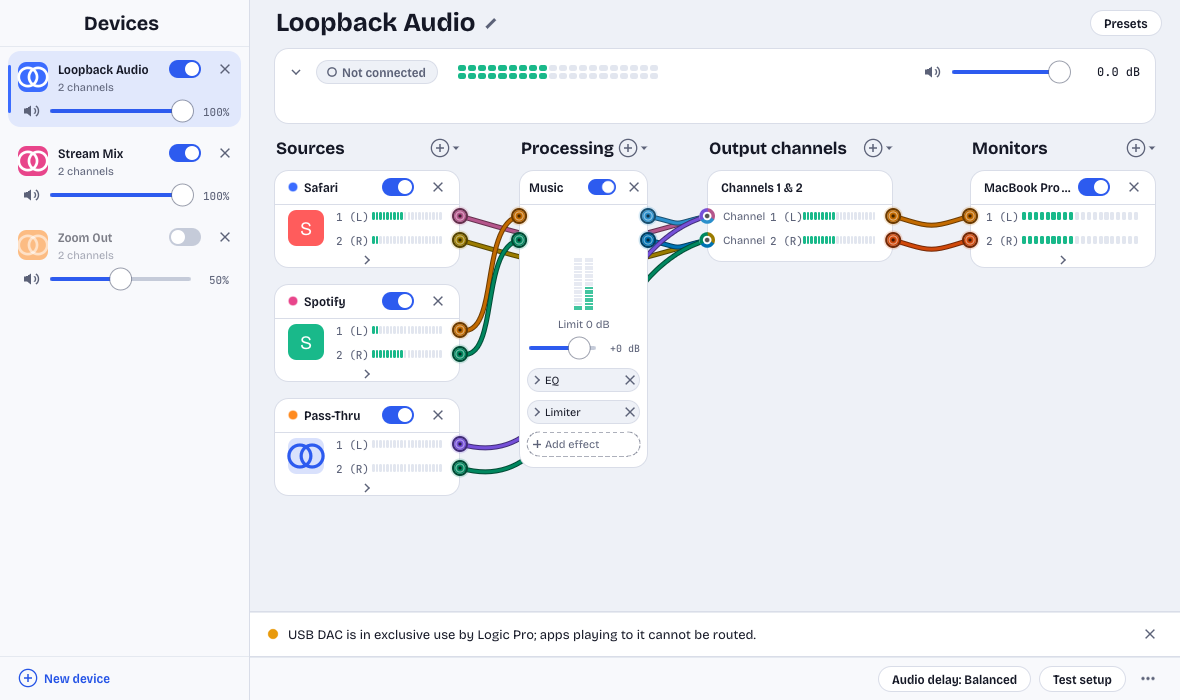 Devices
Loopback Audio
2 channels
100%
Stream Mix
2 channels
100%
Zoom Out
2 channels
50%
New device
Loopback Audio
Presets
Not connected
0.0 dB
Sources
Processing
Output channels
Monitors
Safari
S
1 (L)
2 (R)
Spotify
S
1 (L)
2 (R)
Pass-Thru
1 (L)
2 (R)
Music
Limit 0 dB
+0 dB
EQ
Limiter
+ Add effect
Channels 1 & 2
Channel 1 (L)
Channel 2 (R)
MacBook Pro…
1 (L)
2 (R)
USB DAC is in exclusive use by Logic Pro; apps playing to it cannot be routed.
Audio delay: Balanced
Test setup